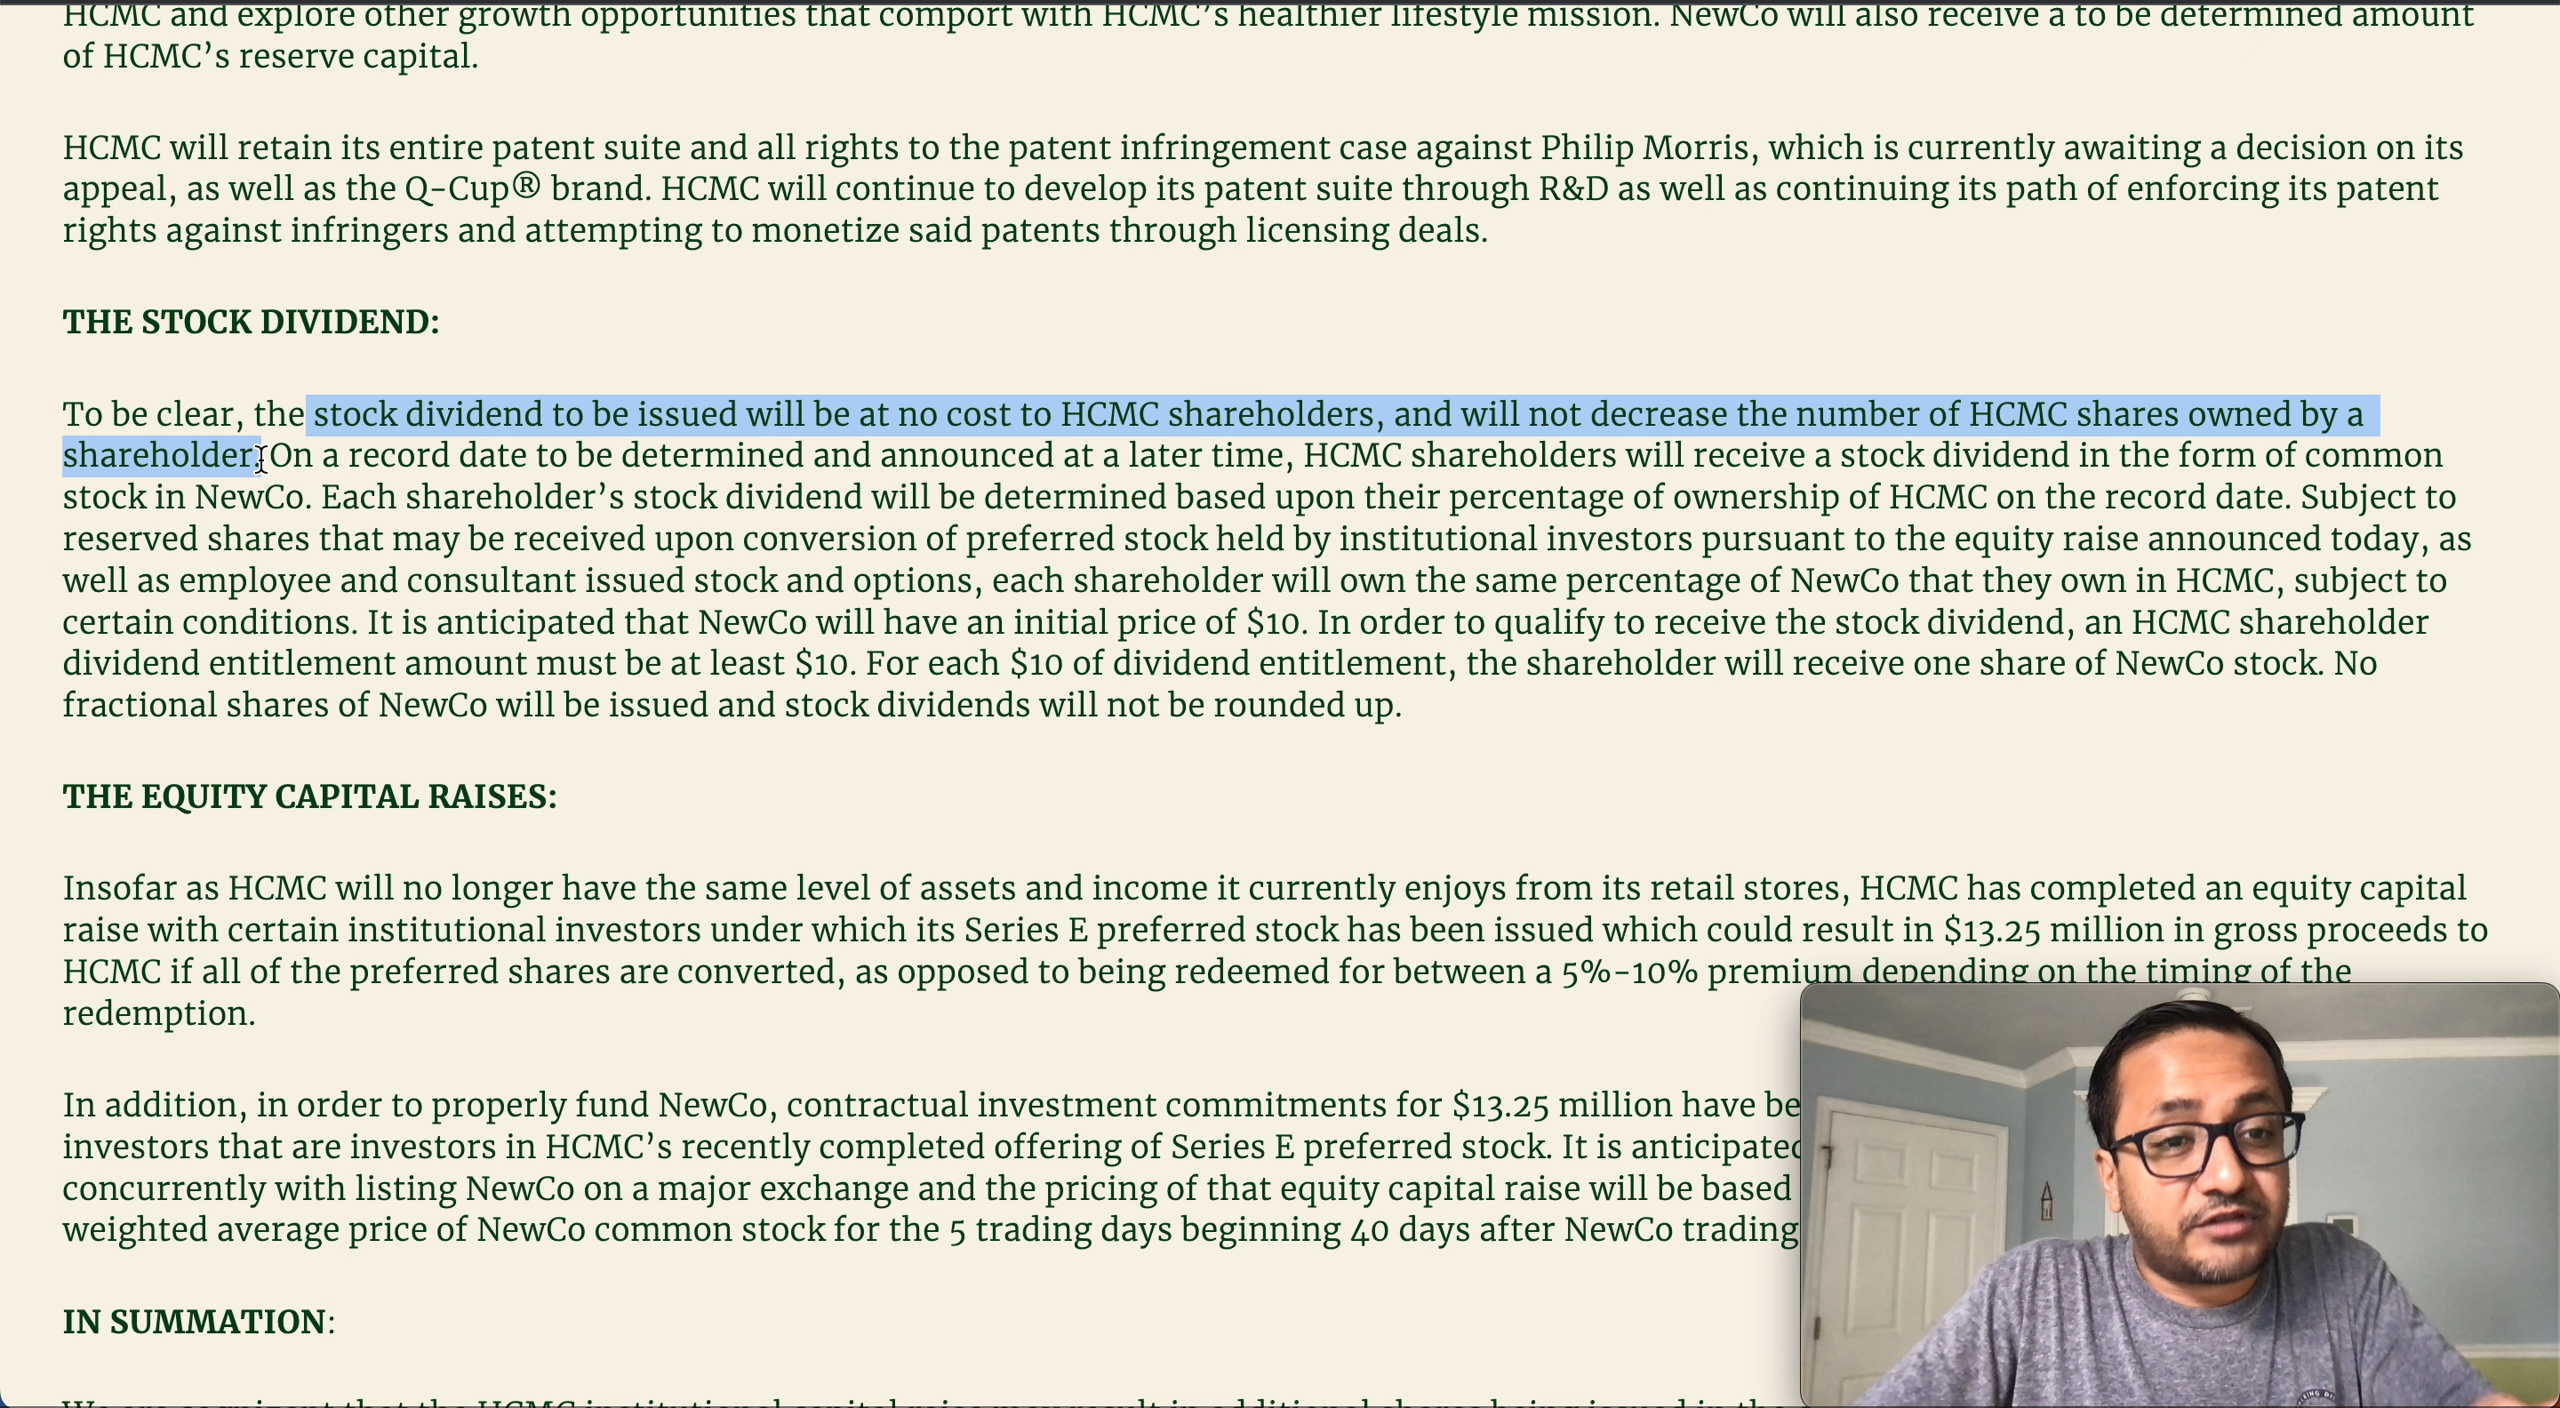 HCMC and explore other growth opportunities that comport with HCMC’s healthier lifestyle mission. NewCo will also receive a to be determined amount
of HCMC’s reserve capital.
HCMC will retain its entire patent suite and all rights to the patent infringement case against Philip Morris, which is currently awaiting a decision on its
appeal, as well as the Q-Cup® brand. HCMC will continue to develop its patent suite through R&D as well as continuing its path of enforcing its patent
rights against infringers and attempting to monetize said patents through licensing deals.
THE STOCK DIVIDEND:
To be clear, the stock dividend to be issued will be at no cost to HCMC shareholders, and will not decrease the number of HCMC shares owned by a
shareholder. On a record date to be determined and announced at a later time, HCMC shareholders will receive a stock dividend in the form of common
stock in NewCo. Each shareholder’s stock dividend will be determined based upon their percentage of ownership of HCMC on the record date. Subject to
reserved shares that may be received upon conversion of preferred stock held by institutional investors pursuant to the equity raise announced today, as
well as employee and consultant issued stock and options, each shareholder will own the same percentage of NewCo that they own in HCMC, subject to
certain conditions. It is anticipated that NewCo will have an initial price of $10. In order to qualify to receive the stock dividend, an HCMC shareholder
dividend entitlement amount must be at least $10. For each $10 of dividend entitlement, the shareholder will receive one share of NewCo stock. No
fractional shares of NewCo will be issued and stock dividends will not be rounded up.
THE EQUITY CAPITAL RAISES:
Insofar as HCMC will no longer have the same level of assets and income it currently enjoys from its retail stores, HCMC has completed an equity capital
raise with certain institutional investors under which its Series E preferred stock has been issued which could result in $13.25 million in gross proceeds to
HCMC if all of the preferred shares are converted, as opposed to being redeemed for between a 5%-10% premium depending on the timing of the
redemption.
In addition, in order to properly fund NewCo, contractual investment commitments for $13.25 million have be
investors that are investors in HCMC’s recently completed offering of Series E preferred stock. It is anticipated
concurrently with listing NewCo on a major exchange and the pricing of that equity capital raise will be based
weighted average price of NewCo common stock for the 5 trading days beginning 40 days after NewCo trading
IN SUMMATION:
We are cognizant that the HCMC institutional capital raise may result in additional shares being issued in the